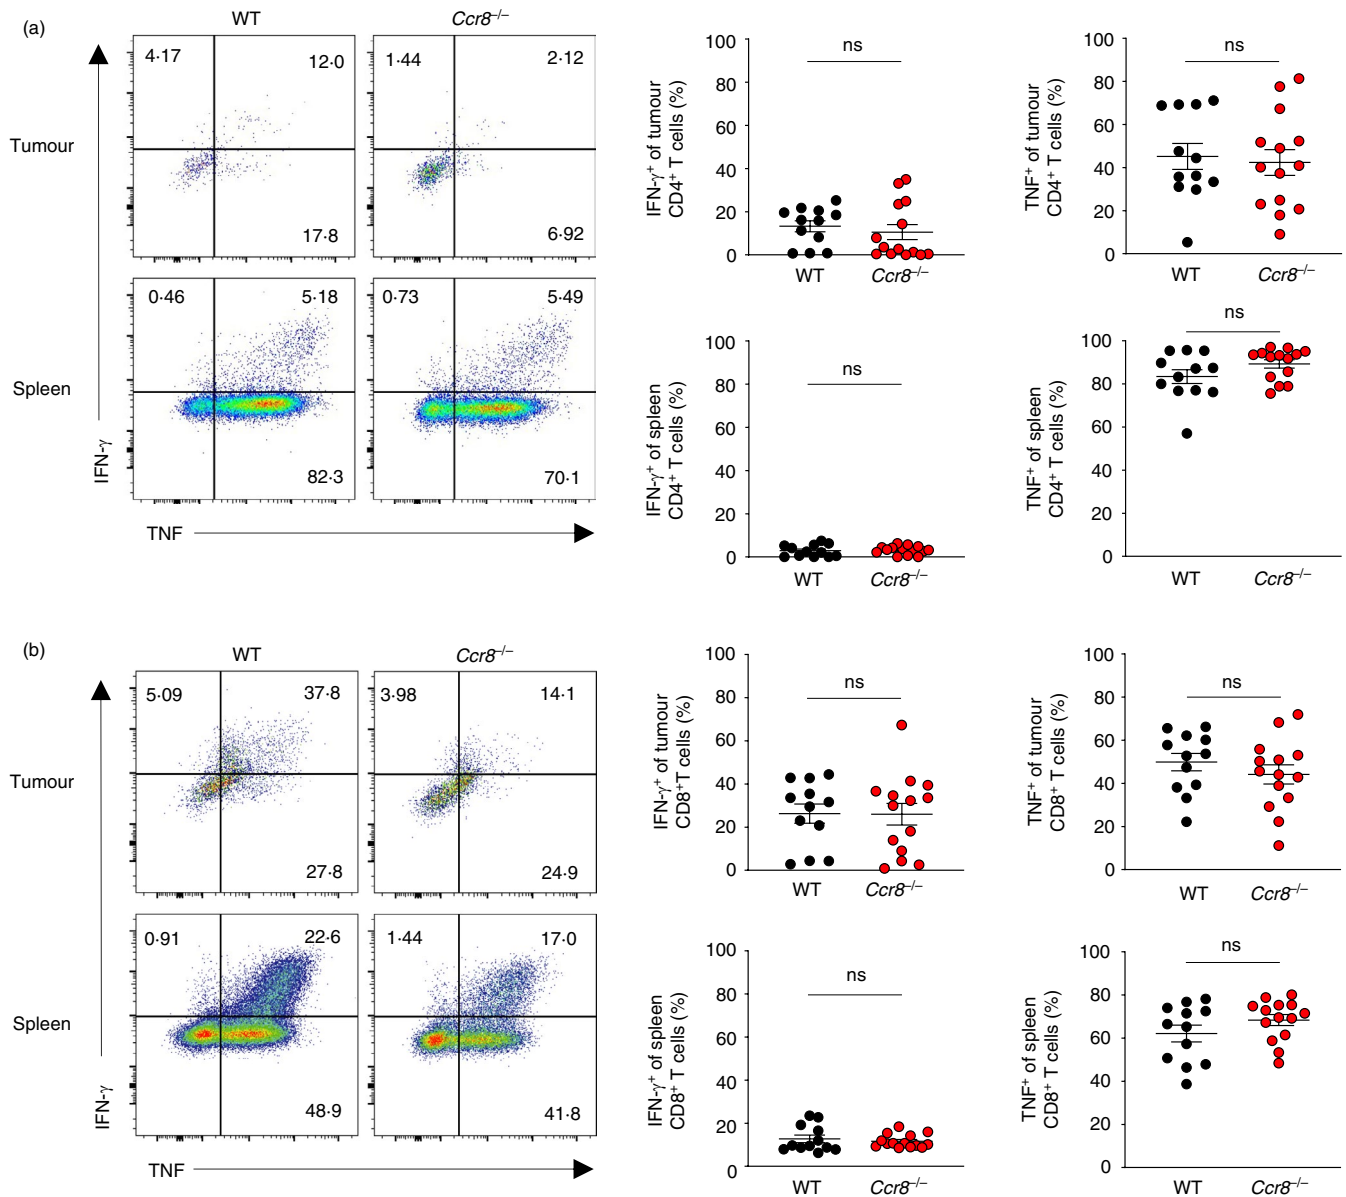 (a)
WT
Ccr8–/–
Tumour
4·17
12·0
17·8
1·44
2·12
6·92
Spleen
0·46
5·18
82·3
0·73
5·49
70·1
IFN-γ
TNF
IFN-γ+ of tumour
CD4+ T cells (%)
100
80
60
40
20
0
ns
WT
Ccr8–/–
TNF+ of tumour
CD4+ T cells (%)
100
80
60
40
20
0
ns
WT
Ccr8–/–
IFN-γ+ of spleen
CD4+ T cells (%)
100
80
60
40
20
0
ns
WT
Ccr8–/–
TNF+ of spleen
CD4+ T cells (%)
100
80
60
40
20
0
ns
WT
Ccr8–/–
(b)
WT
Ccr8–/–
Tumour
5·09
37·8
27·8
3·98
14·1
24·9
Spleen
0·91
22·6
48·9
1·44
17·0
41·8
IFN-γ
TNF
IFN-γ+ of tumour
CD8+T cells (%)
100
80
60
40
20
0
ns
WT
Ccr8–/–
TNF+ of tumour
CD8+ T cells (%)
100
80
60
40
20
0
ns
WT
Ccr8–/–
IFN-γ+ of spleen
CD8+ T cells (%)
100
80
60
40
20
0
ns
WT
Ccr8–/–
TNF+ of spleen
CD8+ T cells (%)
100
80
60
40
20
0
ns
WT
Ccr8–/–